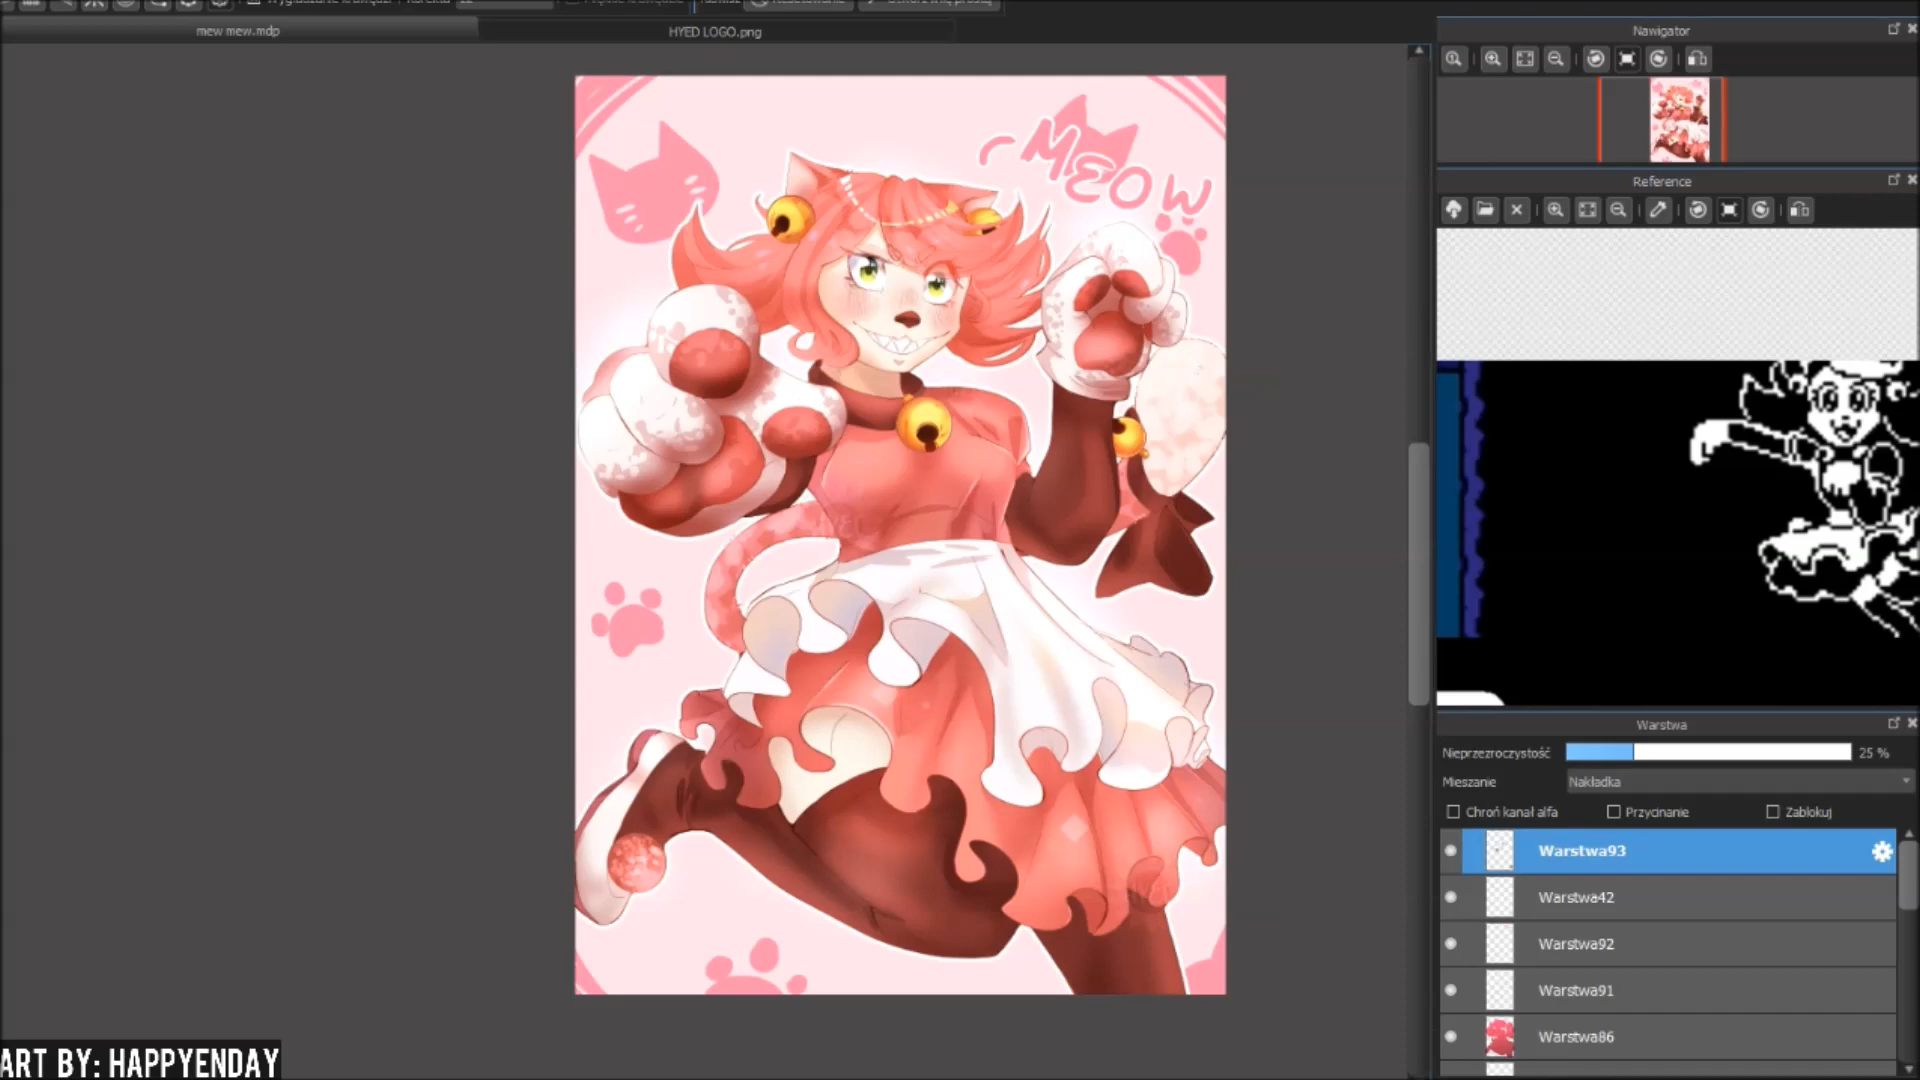 mew mew.mdp
HYED LOGO.png
Nawigator
Reference
MEOW
Warstwa
Nieprzezroczystość 25 %
Mieszanie Nakładka
Chroń kanał alfa Przycinanie Zablokuj
Warstwa93
Warstwa42
Warstwa92
Warstwa91
Warstwa86
ART BY: HAPPYENDAY